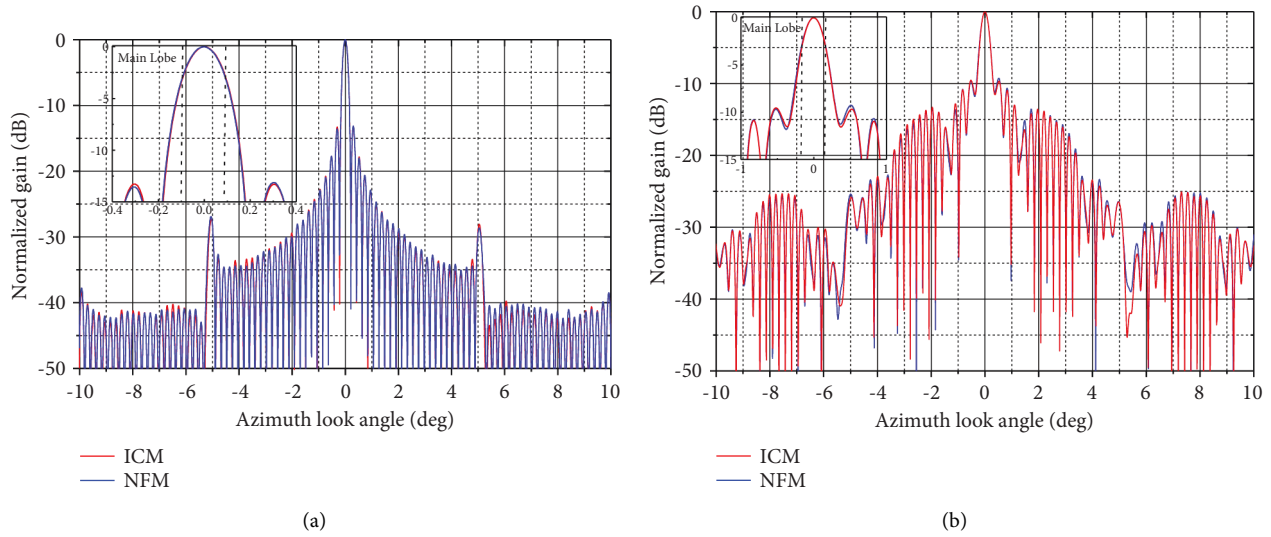 Main Lobe
0
-5
-10
-15
-0.4 -0.2 0.0 0.2 0.4
0
-10
-20
-30
-40
-50
Normalized gain (dB)
-10 -8 -6 -4 -2 0 2 4 6 8 10
Azimuth look angle (deg)
ICM
NFM
(a)
Main Lobe
0
-5
-10
-15
-1 0 1
0
-10
-20
-30
-40
-50
Normalized gain (dB)
-10 -8 -6 -4 -2 0 2 4 6 8 10
Azimuth look angle (deg)
ICM
NFM
(b)